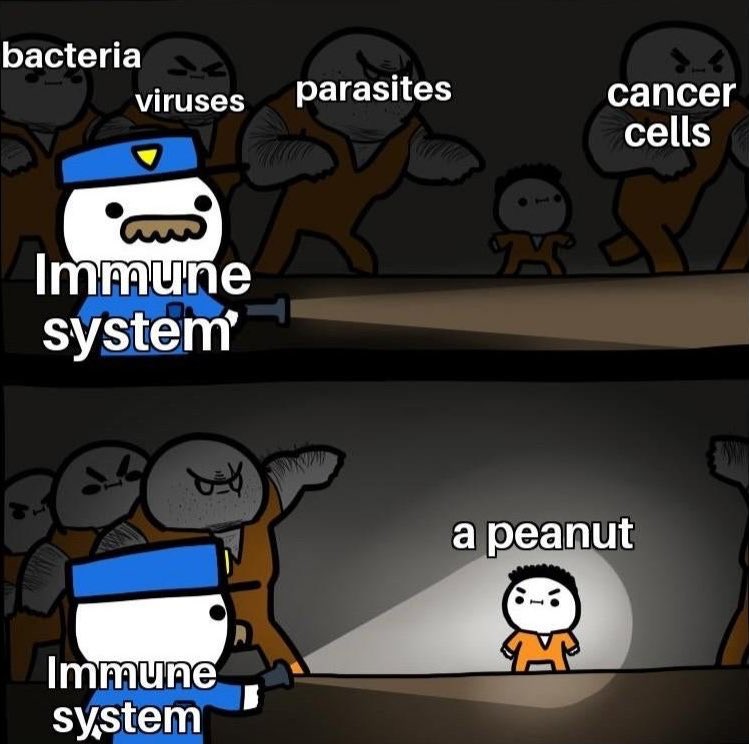 bacteria
viruses
parasites
cancer
cells
Immune
system
a peanut
Immune
system